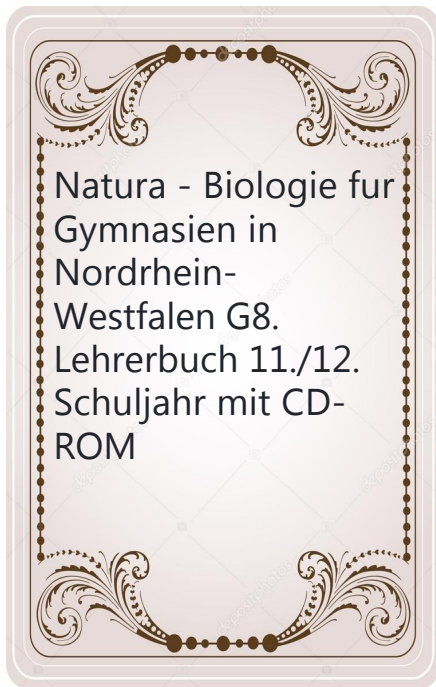 Natura - Biologie fur
Gymnasien in
Nordrhein-
Westfalen G8.
Lehrerbuch 11./12.
Schuljahr mit CD-
ROM